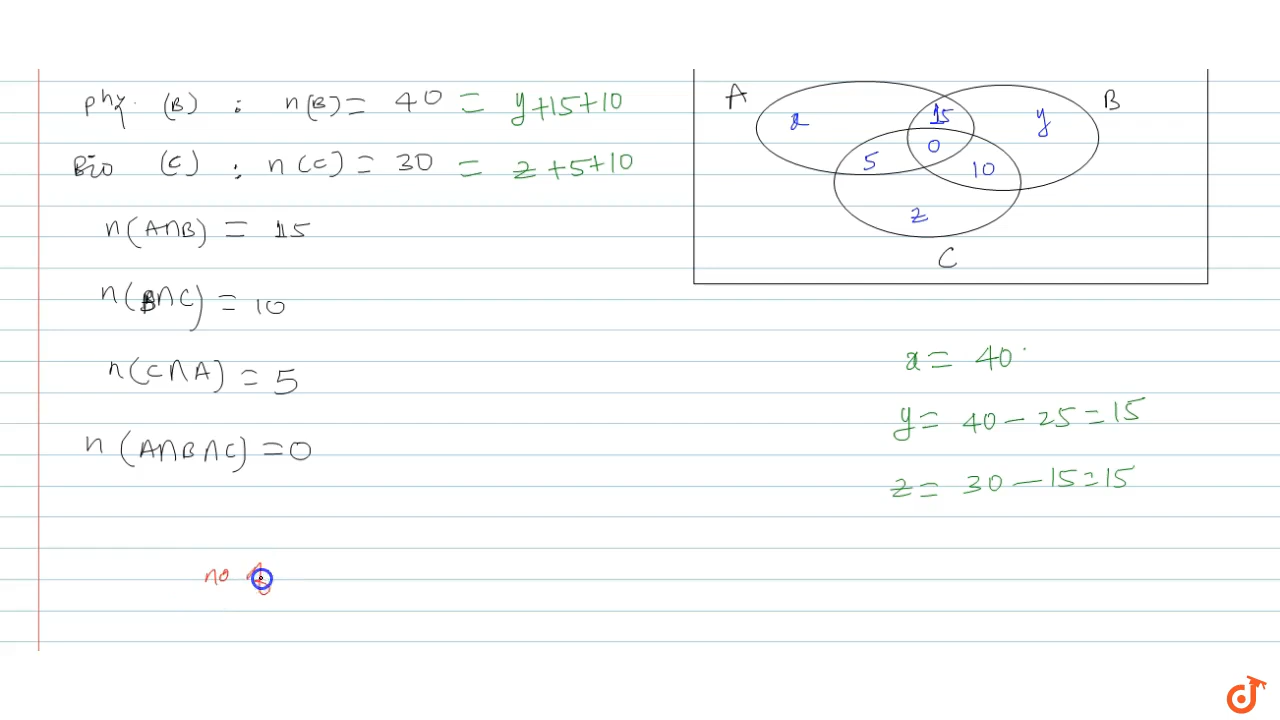 phy. (B) : n(B) = 40 = y+15+10
Bio (C) : n(C) = 30 = z+5+10
n(A∩B) = 15
n(B∩C) = 10
n(C∩A) = 5
n(A∩B∩C) = 0
no
A
B
x
15
y
0
5
10
z
C
x = 40
y = 40 - 25 = 15
z = 30 - 15 = 15